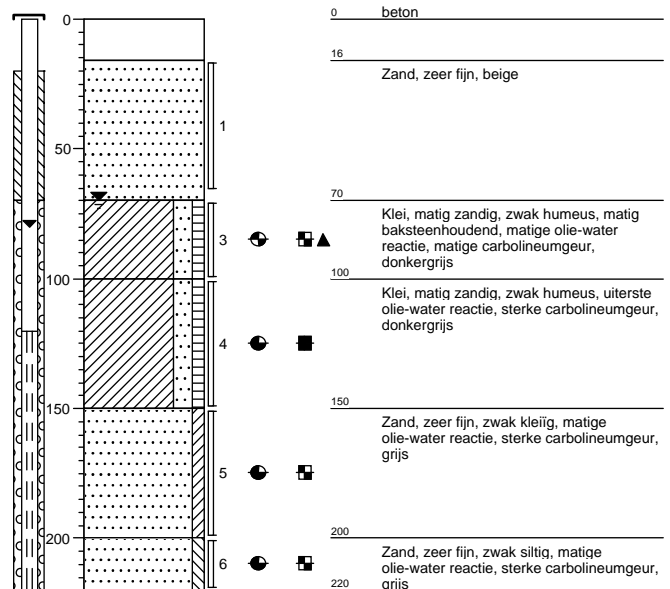 0
50
100
150
200
1
3
4
5
6
0 beton
16
Zand, zeer fijn, beige
70
Klei, matig zandig, zwak humeus, matig
baksteenhoudend, matige olie-water
reactie, matige carbolineumgeur,
donkergrijs
100
Klei, matig zandig, zwak humeus, uiterste
olie-water reactie, sterke carbolineumgeur,
donkergrijs
150
Zand, zeer fijn, zwak kleiïg, matige
olie-water reactie, sterke carbolineumgeur,
grijs
200
Zand, zeer fijn, zwak siltig, matige
olie-water reactie, sterke carbolineumgeur,
220 grijs